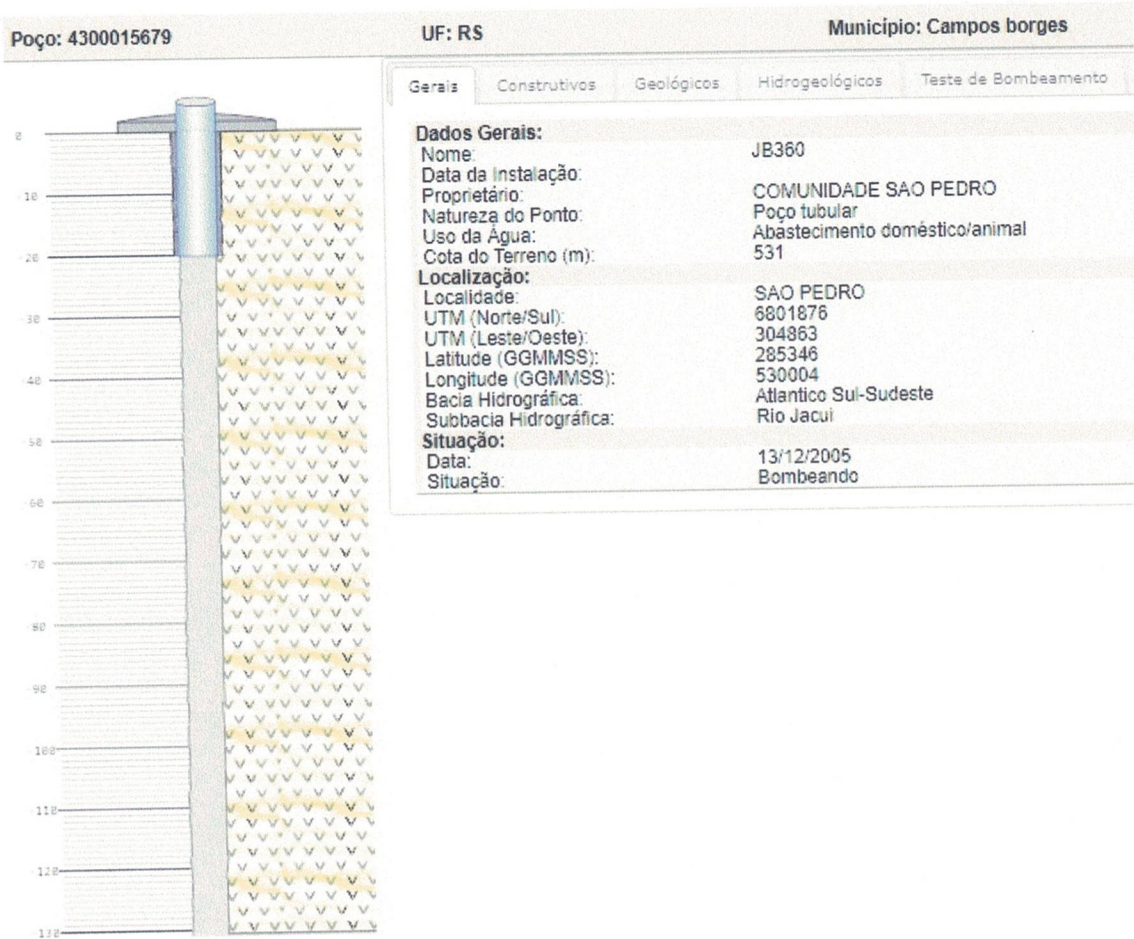 Poço: 4300015679 UF: RS Município: Campos borges
Gerais Construtivos Geológicos Hidrogeológicos Teste de Bombeamento
Dados Gerais:
Nome: JB360
Data da Instalação:
Proprietário: COMUNIDADE SAO PEDRO
Natureza do Ponto: Poço tubular
Uso da Água: Abastecimento doméstico/animal
Cota do Terreno (m): 531
Localização:
Localidade: SAO PEDRO
UTM (Norte/Sul): 6801876
UTM (Leste/Oeste): 304863
Latitude (GGMMSS): 285346
Longitude (GGMMSS): 530004
Bacia Hidrográfica: Atlantico Sul-Sudeste
Subbacia Hidrográfica: Rio Jacui
Situação:
Data: 13/12/2005
Situação: Bombeando
0
-10
-20
-30
-40
-50
-60
-70
-80
-90
-100
-110
-120
-130